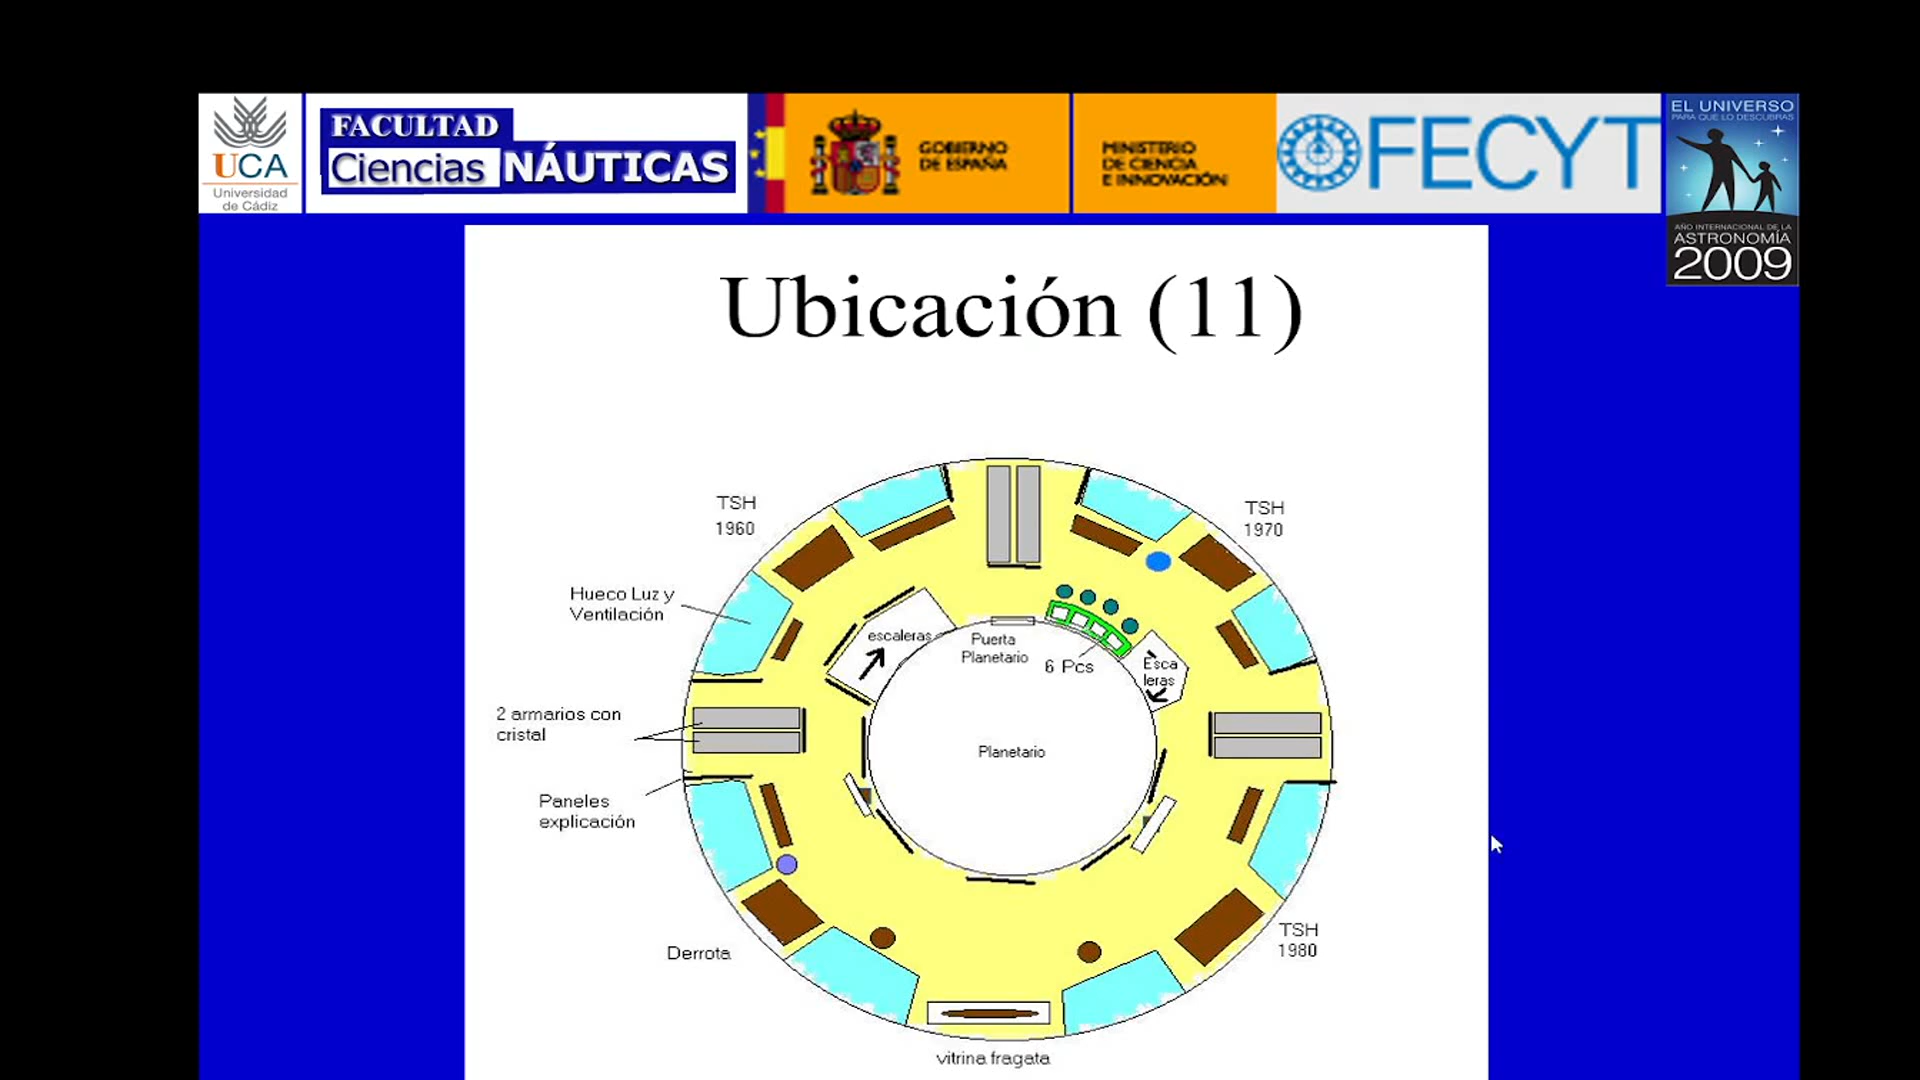 UCA
Universidad
de Cádiz
FACULTAD
Ciencias NÁUTICAS
GOBIERNO
DE ESPAÑA
MINISTERIO
DE CIENCIA
E INNOVACIÓN
FECYT
EL UNIVERSO
PARA QUE LO DESCUBRAS
AÑO INTERNACIONAL DE LA
ASTRONOMÍA
2009
Ubicación (11)
TSH
1960
TSH
1970
Hueco Luz y
Ventilación
escaleras
Puerta
Planetario
6 Pcs
Esca
leras
2 armarios con
cristal
Planetario
Paneles
explicación
Derrota
TSH
1980
vitrina fragata